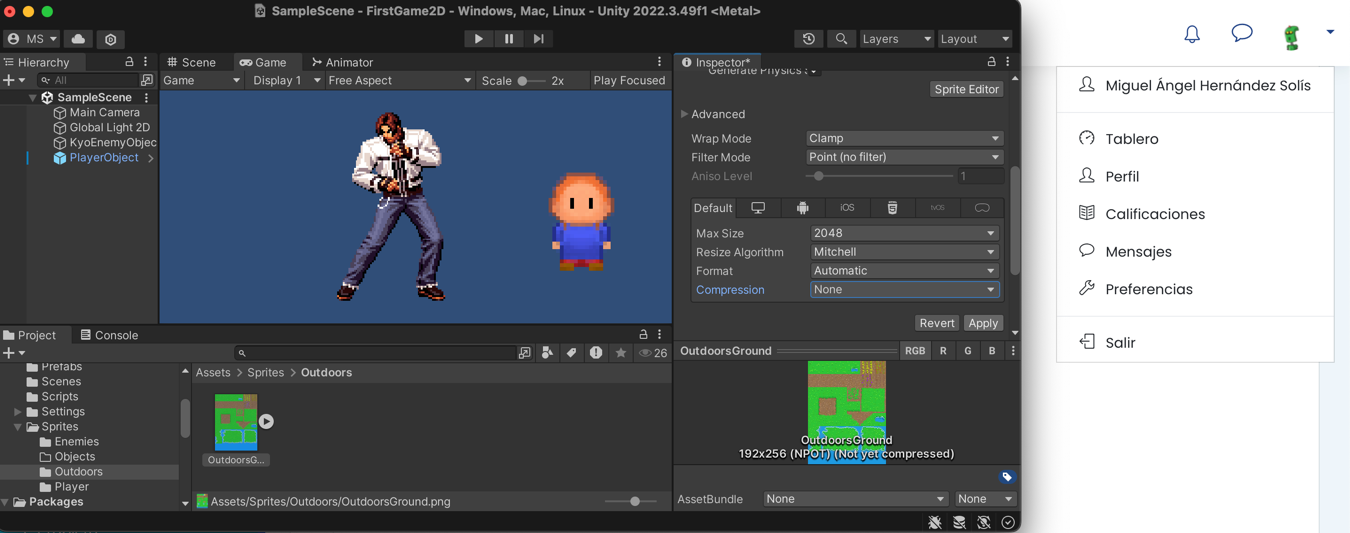 SampleScene - FirstGame2D - Windows, Mac, Linux - Unity 2022.3.49f1 <Metal>
MS
Layers
Layout
Hierarchy
All
SampleScene
Main Camera
Global Light 2D
KyoEnemyObjec
PlayerObject
Scene
Game
Animator
Game
Display 1
Free Aspect
Scale
2x
Play Focused
Inspector*
Generate Physics S
Sprite Editor
Advanced
Wrap Mode
Clamp
Filter Mode
Point (no filter)
Aniso Level
1
Default
iOS
tvOS
Max Size
2048
Resize Algorithm
Mitchell
Format
Automatic
Compression
None
Revert
Apply
OutdoorsGround
RGB
R
G
B
OutdoorsGround
192x256 (NPOT) (Not yet compressed)
AssetBundle
None
None
Project
Console
26
Prefabs
Scenes
Scripts
Settings
Sprites
Enemies
Objects
Outdoors
Player
Packages
Assets > Sprites > Outdoors
OutdoorsG...
Assets/Sprites/Outdoors/OutdoorsGround.png
Miguel Ángel Hernández Solís
Tablero
Perfil
Calificaciones
Mensajes
Preferencias
Salir